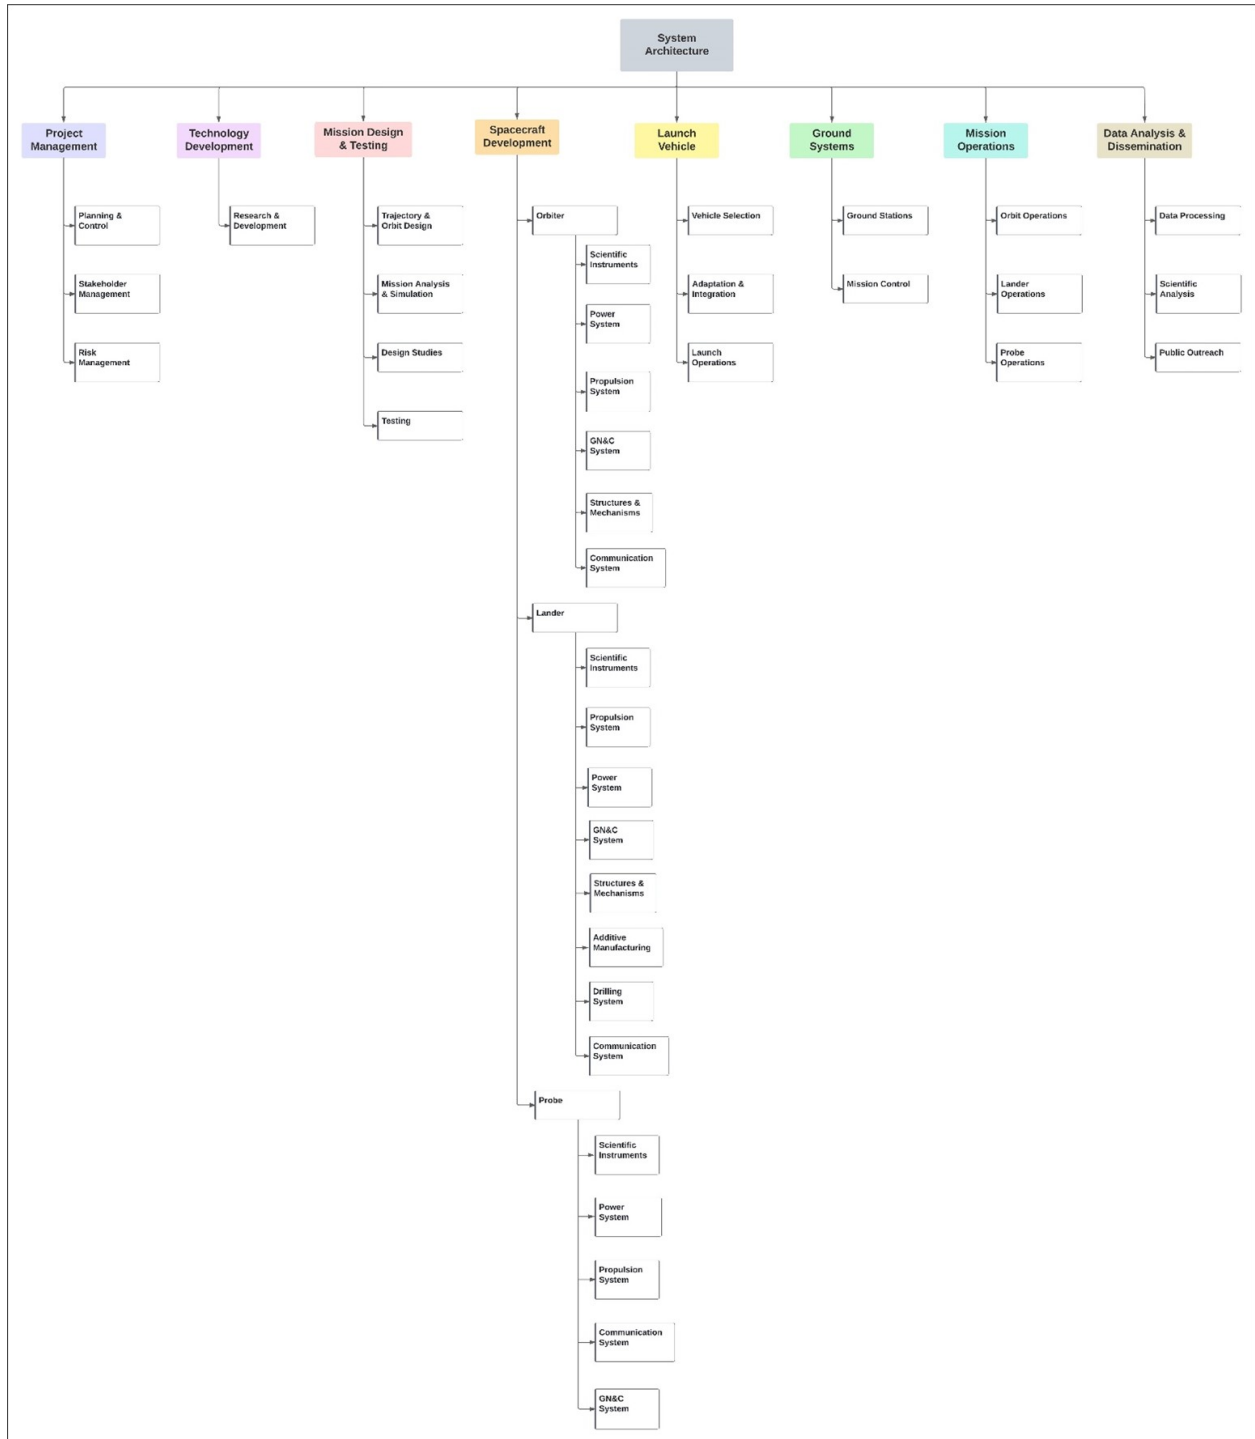 System
Architecture
Project
Management
Technology
Development
Mission Design
& Testing
Spacecraft
Development
Launch
Vehicle
Ground
Systems
Mission
Operations
Data Analysis &
Dissemination
Planning &
Control
Stakeholder
Management
Risk
Management
Research &
Development
Trajectory &
Orbit Design
Mission Analysis
& Simulation
Design Studies
Testing
Orbiter
Scientific
Instruments
Power
System
Propulsion
System
GN&C
System
Structures &
Mechanisms
Communication
System
Lander
Scientific
Instruments
Propulsion
System
Power
System
GN&C
System
Structures &
Mechanisms
Additive
Manufacturing
Drilling
System
Communication
System
Probe
Scientific
Instruments
Power
System
Propulsion
System
Communication
System
GN&C
System
Vehicle Selection
Adaptation &
Integration
Launch
Operations
Ground Stations
Mission Control
Orbit Operations
Lander
Operations
Probe
Operations
Data Processing
Scientific
Analysis
Public Outreach